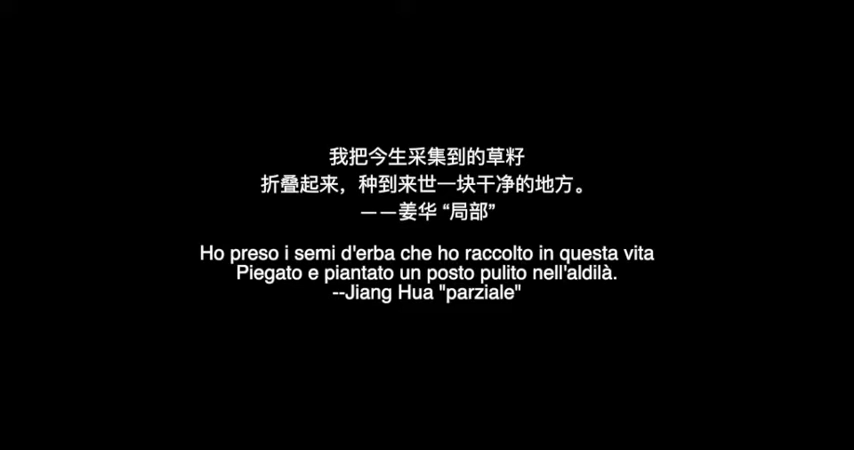 我把今生采集到的草籽
折叠起来，种到来世一块干净的地方。
——姜华 “局部”
Ho preso i semi d'erba che ho raccolto in questa vita
Piegato e piantato un posto pulito nell'aldilà.
--Jiang Hua "parziale"